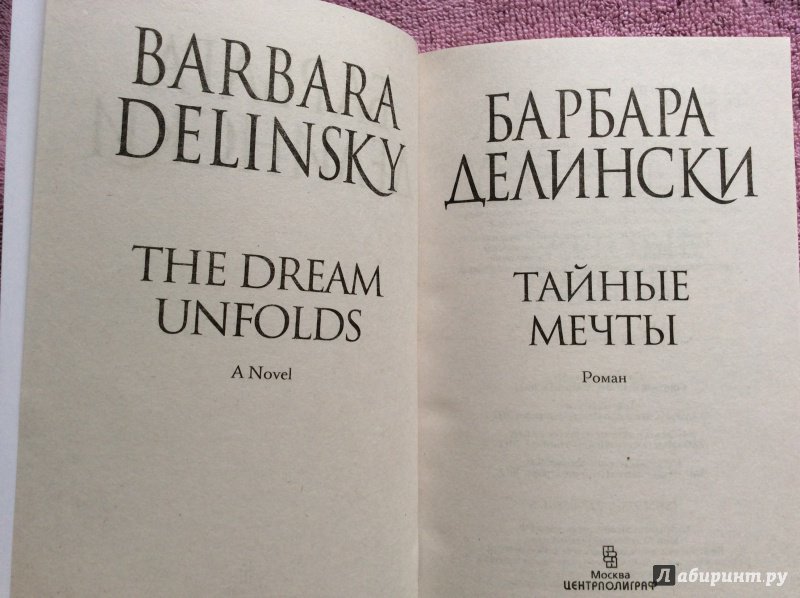 BARBARA
DELINSKY
THE DREAM
UNFOLDS
A Novel
БАРБАРА
ДЕЛИНСКИ
ТАЙНЫЕ
МЕЧТЫ
Роман
Москва
ЦЕНТРПОЛИГРАФ
Лабиринт.ру